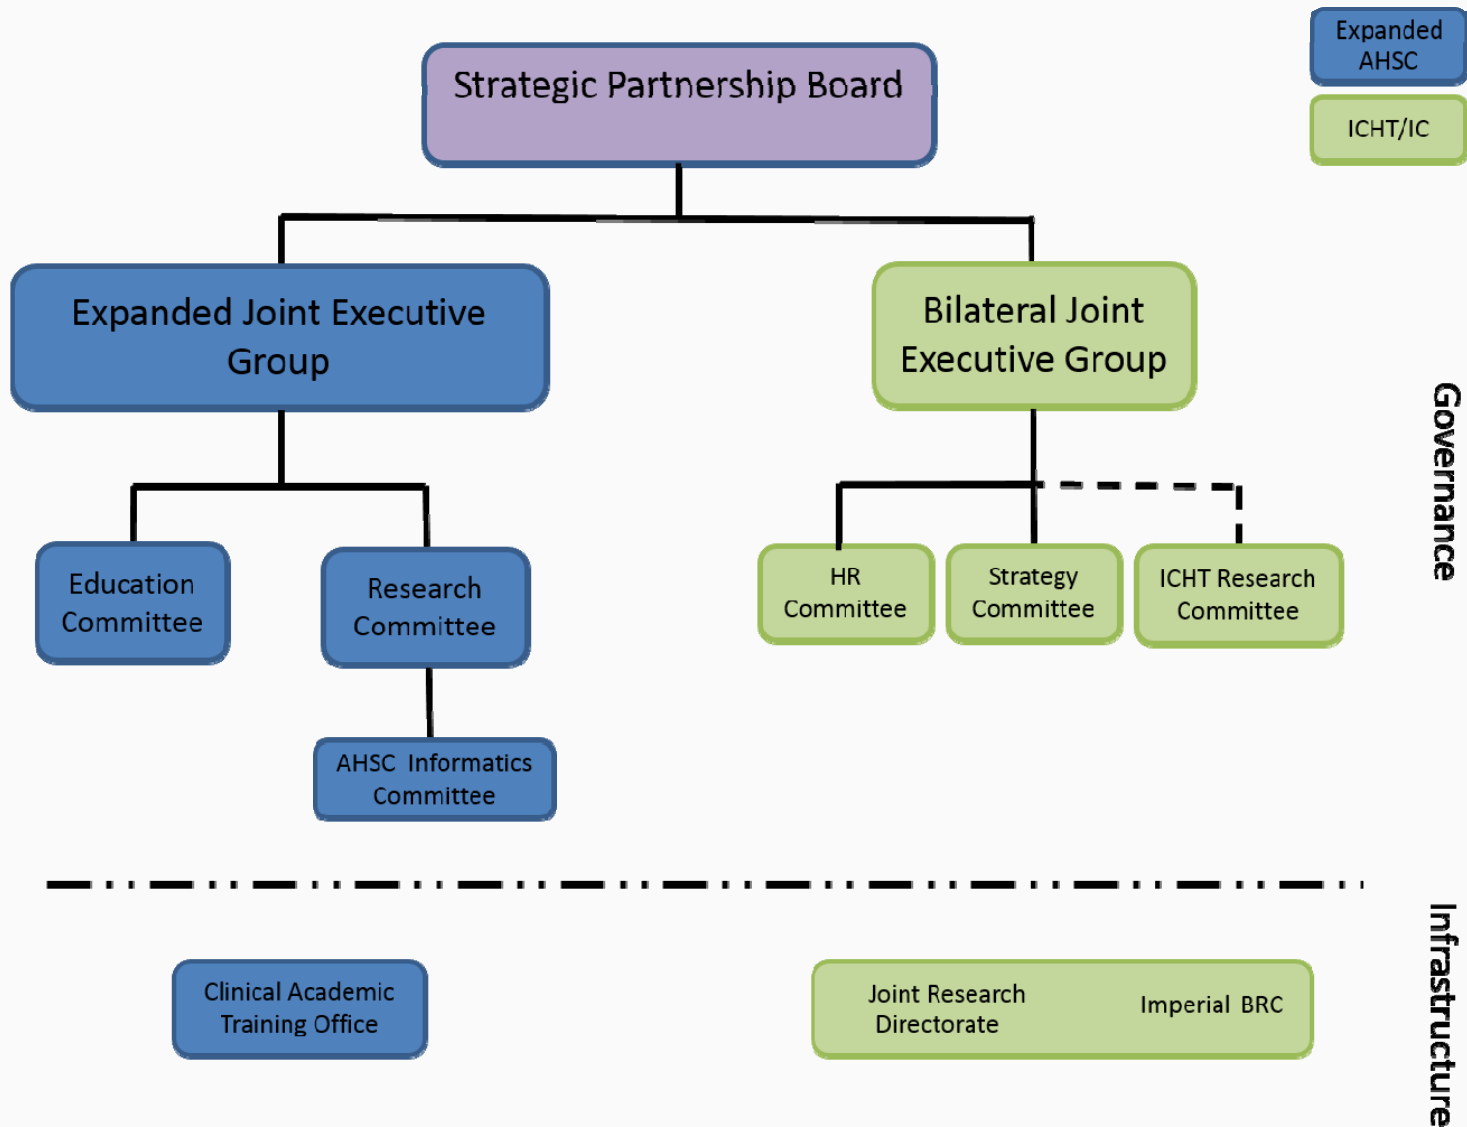 Strategic Partnership Board
Expanded
AHSC
ICHT/IC
Expanded Joint Executive
Group
Bilateral Joint
Executive Group
Governance
Education
Committee
Research
Committee
HR
Committee
Strategy
Committee
ICHT Research
Committee
AHSC Informatics
Committee
Infrastructure
Clinical Academic
Training Office
Joint Research
Directorate
Imperial BRC